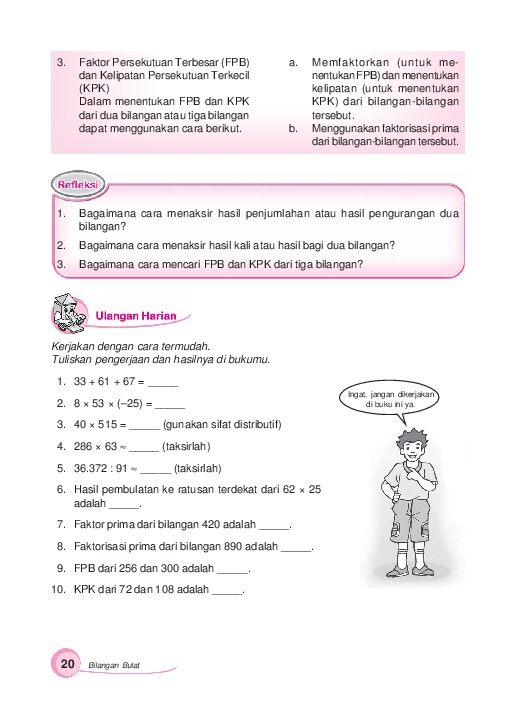 3. Faktor Persekutuan Terbesar (FPB)
dan Kelipatan Persekutuan Terkecil
(KPK)
Dalam menentukan FPB dan KPK
dari dua bilangan atau tiga bilangan
dapat menggunakan cara berikut.
a. Memfaktorkan (untuk me-
nentukan FPB) dan menentukan
kelipatan (untuk menentukan
KPK) dari bilangan-bilangan
tersebut.
b. Menggunakan faktorisasi prima
dari bilangan-bilangan tersebut.
Refleksi
1. Bagaimana cara menaksir hasil penjumlahan atau hasil pengurangan dua
bilangan?
2. Bagaimana cara menaksir hasil kali atau hasil bagi dua bilangan?
3. Bagaimana cara mencari FPB dan KPK dari tiga bilangan?
Ulangan Harian
Kerjakan dengan cara termudah.
Tuliskan pengerjaan dan hasilnya di bukumu.
1. 33 + 61 + 67 = _____
2. 8 × 53 × (–25) = _____
3. 40 × 515 = _____ (gunakan sifat distributif)
4. 286 × 63 ≈ _____ (taksirlah)
5. 36.372 : 91 ≈ _____ (taksirlah)
6. Hasil pembulatan ke ratusan terdekat dari 62 × 25
adalah _____.
7. Faktor prima dari bilangan 420 adalah _____.
8. Faktorisasi prima dari bilangan 890 adalah _____.
9. FPB dari 256 dan 300 adalah _____.
10. KPK dari 72 dan 108 adalah _____.
Ingat, jangan dikerjakan
di buku ini ya.
20 Bilangan Bulat